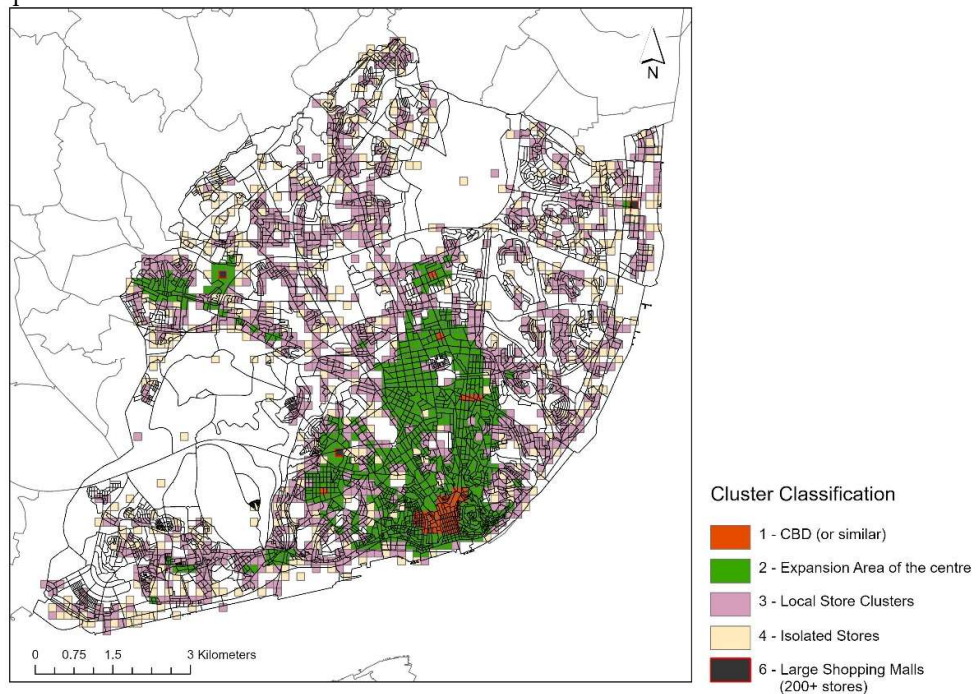 N
0 0.75 1.5 3 Kilometers
Cluster Classification
1 - CBD (or similar)
2 - Expansion Area of the centre
3 - Local Store Clusters
4 - Isolated Stores
6 - Large Shopping Malls
(200+ stores)